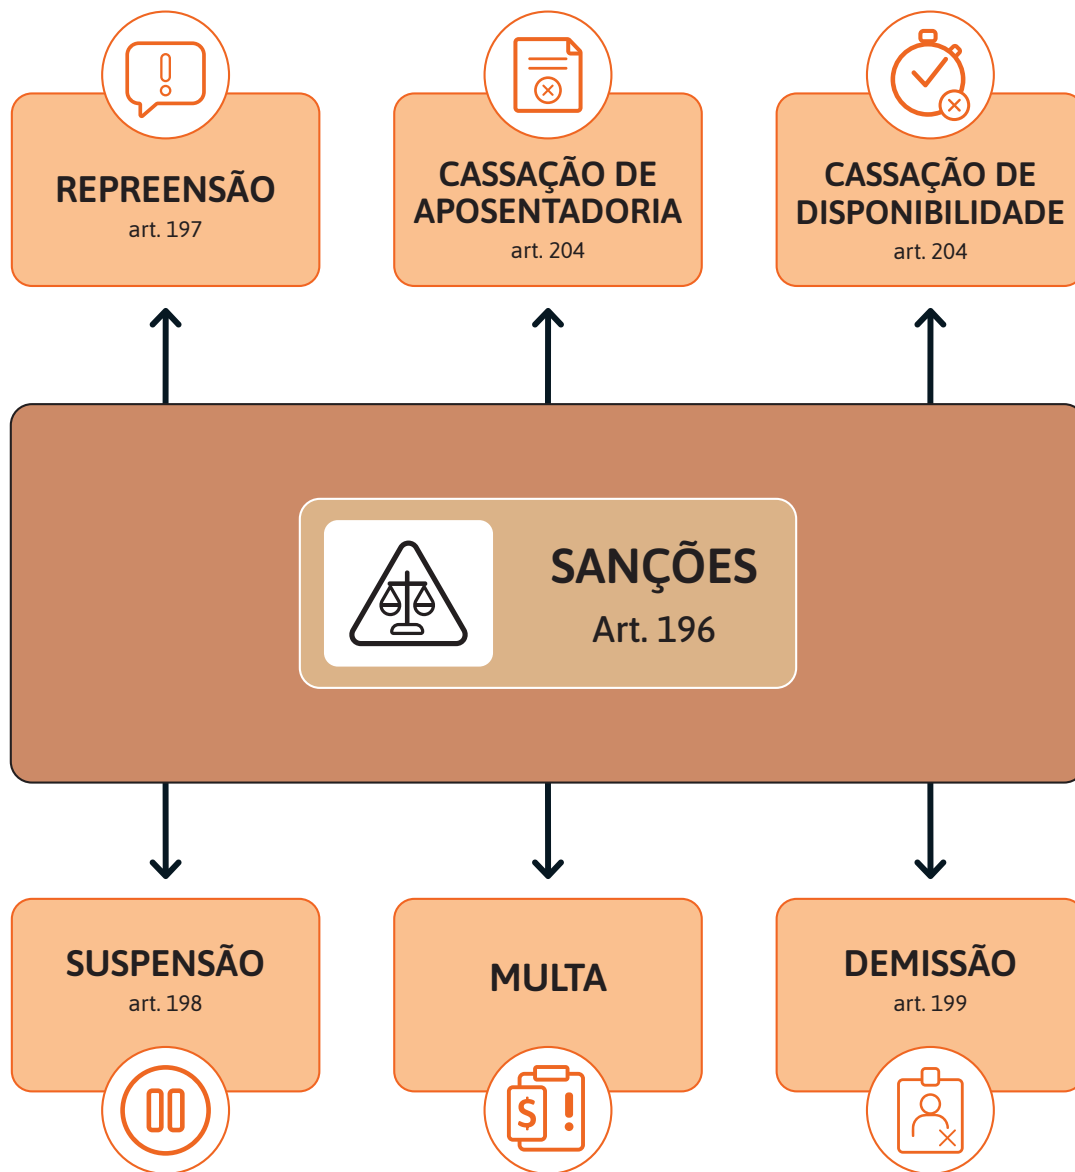 REPREENSÃO
art. 197
CASSAÇÃO DE
APOSENTADORIA
art. 204
CASSAÇÃO DE
DISPONIBILIDADE
art. 204
SANÇÕES
Art. 196
SUSPENSÃO
art. 198
MULTA
$
!
DEMISSÃO
art. 199